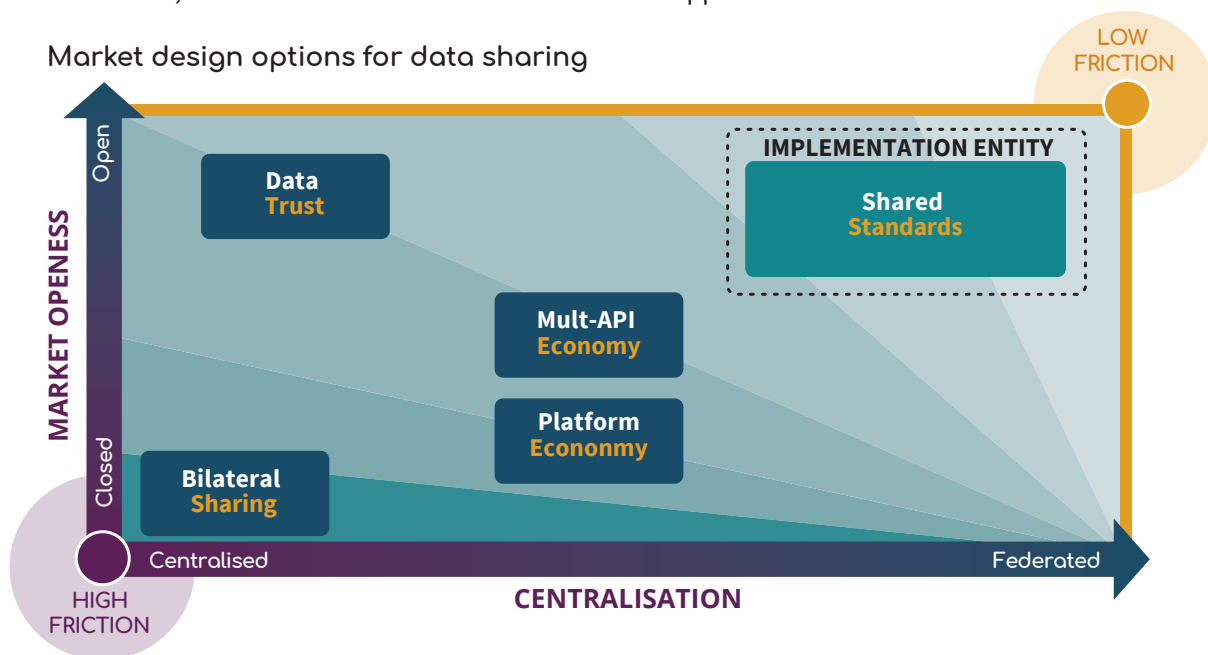 Market design options for data sharing
LOW
FRICTION
Open
IMPLEMENTATION ENTITY
Data
Trust
Shared
Standards
MARKET OPENESS
Mult-API
Economy
Platform
Econonmy
Closed
Bilateral
Sharing
Centralised
Federated
HIGH
FRICTION
CENTRALISATION